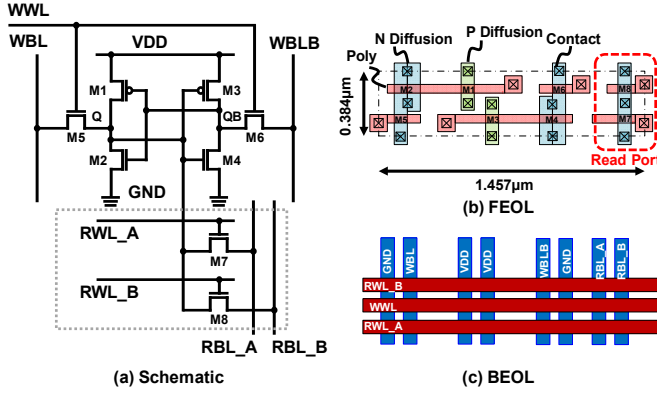 WWL
WBL
VDD
WBLB
M1
M3
Q
QB
M5
M6
M2
M4
GND
RWL_A
M7
RWL_B
M8
RBL_A RBL_B
(a) Schematic
N Diffusion
P Diffusion
Contact
Poly
M2
M1
M6
M8
M5
M3
M4
M7
0.384µm
Read Port
1.457µm
(b) FEOL
GND
WBL
VDD
VDD
WBLB
GND
RBL_A
RBL_B
RWL_B
WWL
RWL_A
(c) BEOL